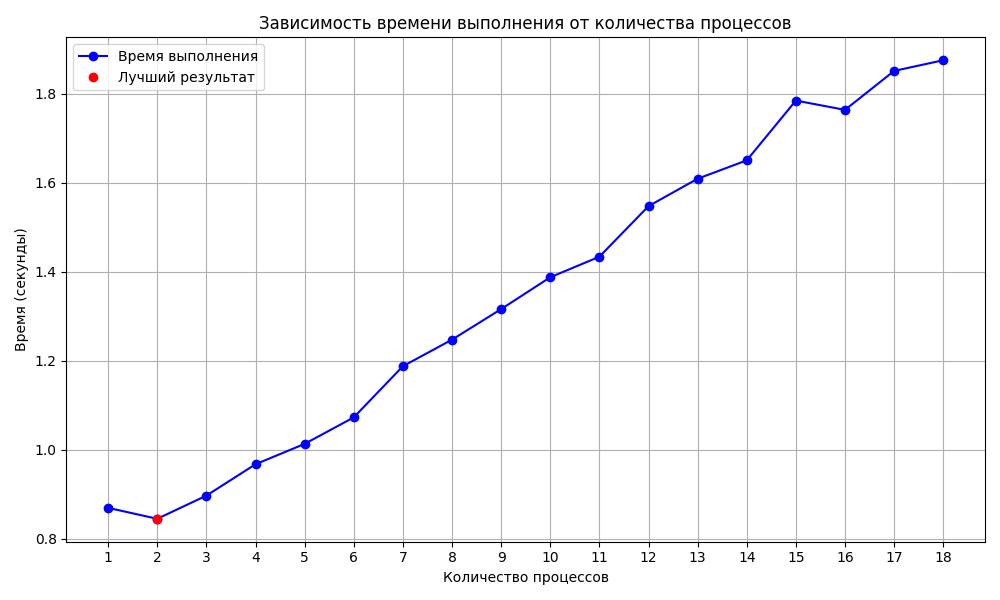 Зависимость времени выполнения от количества процессов
Время выполнения
Лучший результат
Время (секунды)
1.8
1.6
1.4
1.2
1.0
0.8
1 2 3 4 5 6 7 8 9 10 11 12 13 14 15 16 17 18
Количество процессов